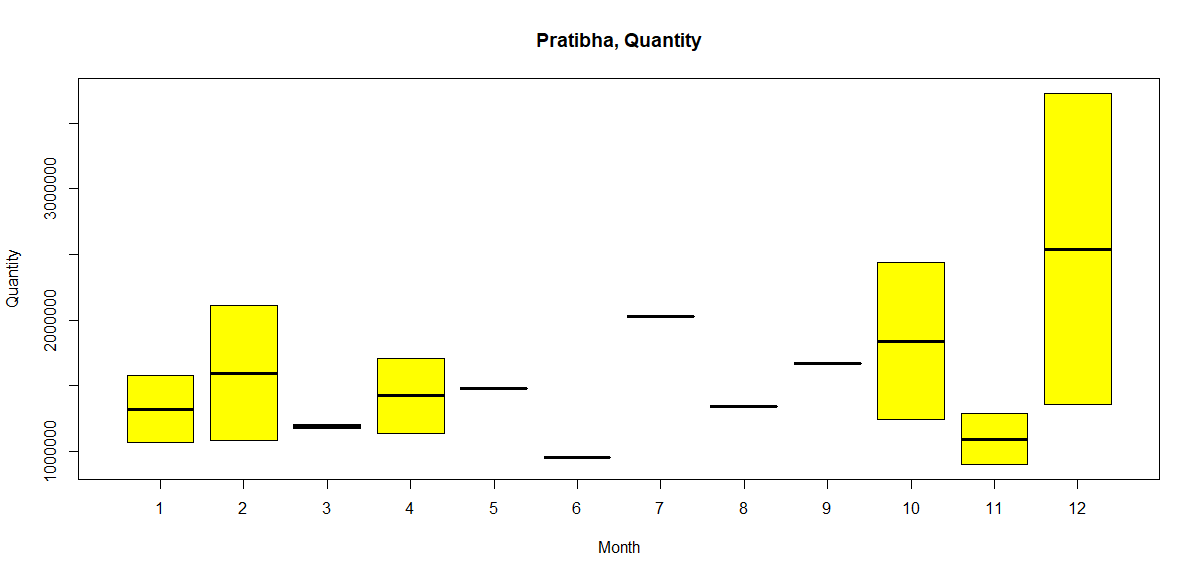 Pratibha, Quantity
Quantity
3000000
2000000
1000000
1 2 3 4 5 6 7 8 9 10 11 12
Month